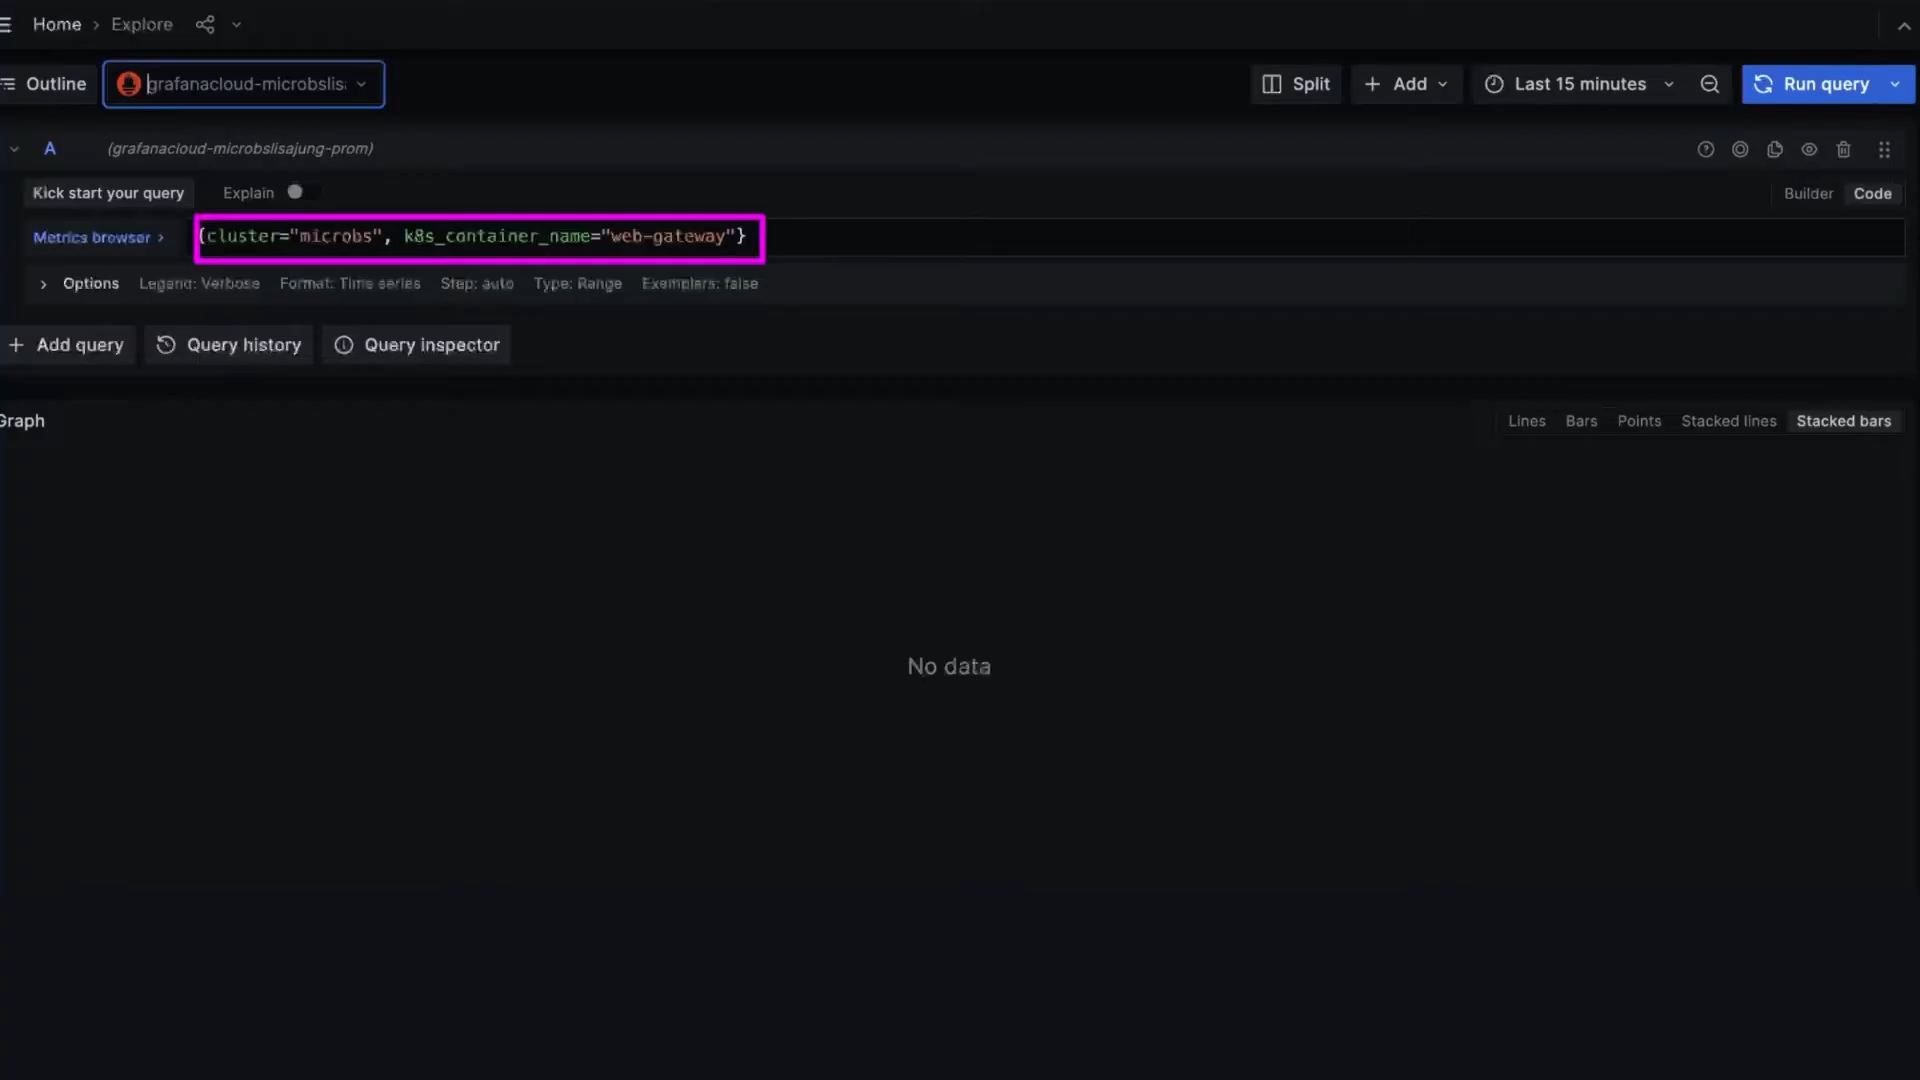 Home › Explore
Outline
grafanacloud-microbslis
Split
+ Add
Last 15 minutes
Run query
A
(grafanacloud-microbslisajung-prom)
Kick start your query
Explain
Builder
Code
Metrics browser ›
{cluster="microbs", k8s_container_name="web-gateway"}
› Options
Legend: Verbose
Format: Time series
Step: auto
Type: Range
Exemplars: false
+ Add query
Query history
Query inspector
Graph
Lines
Bars
Points
Stacked lines
Stacked bars
No data